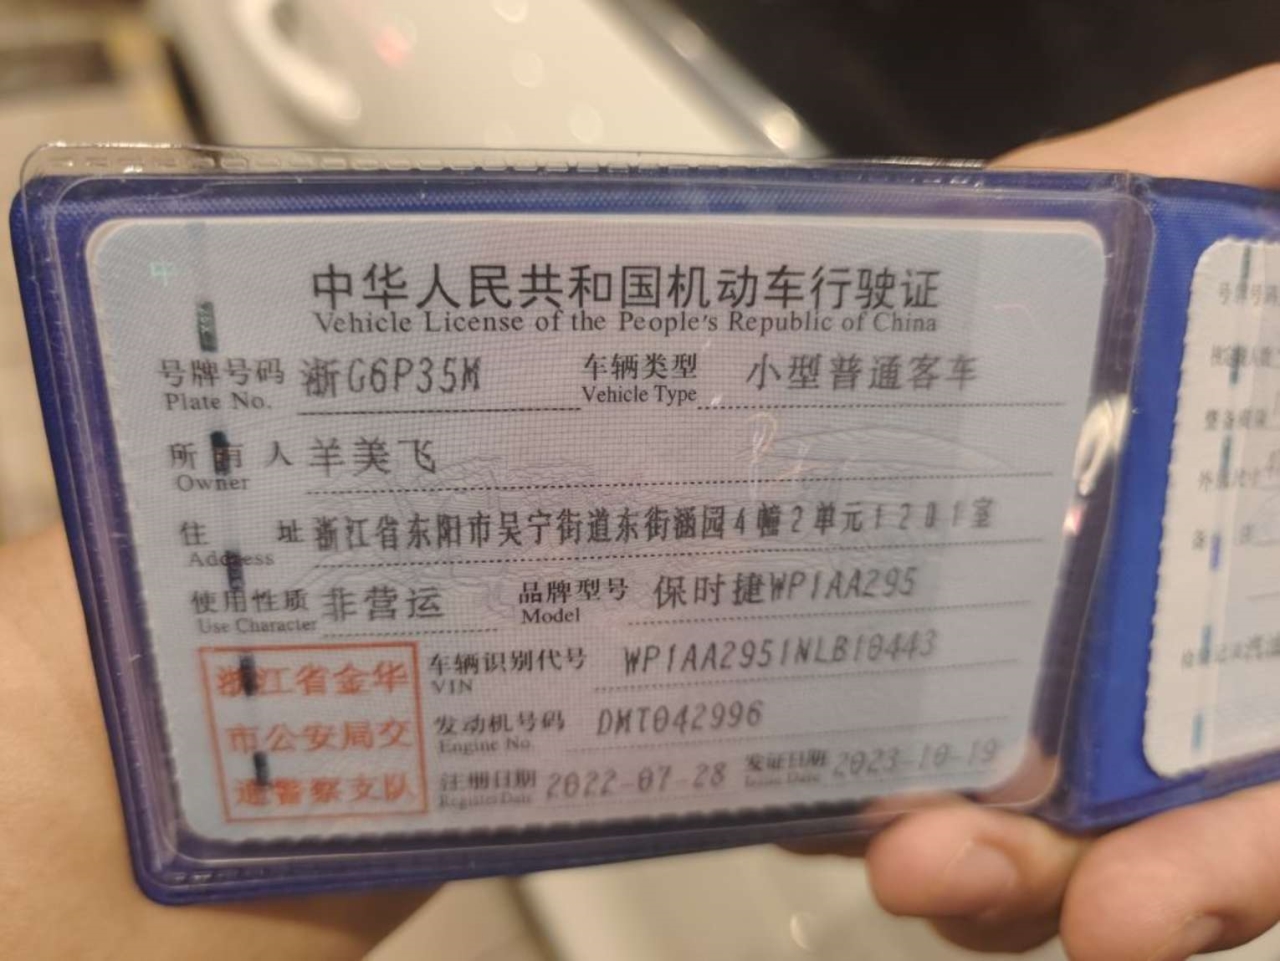 中华人民共和国机动车行驶证
Vehicle License of the People's Republic of China
号牌号码 浙G6P35M 车辆类型 小型普通客车
Plate No. Vehicle Type
所有人 羊美飞
Owner
住址 浙江省东阳市吴宁街道东街涵园4幢2单元1201室
Address
使用性质 非营运 品牌型号 保时捷WP1AA295
Use Character Model
车辆识别代号 WP1AA2951NLB10443
VIN
发动机号码 DMT042996
Engine No.
注册日期 2022-07-28 发证日期 2023-10-19
Register Date Issue Date
浙江省金华
市公安局交
通警察支队